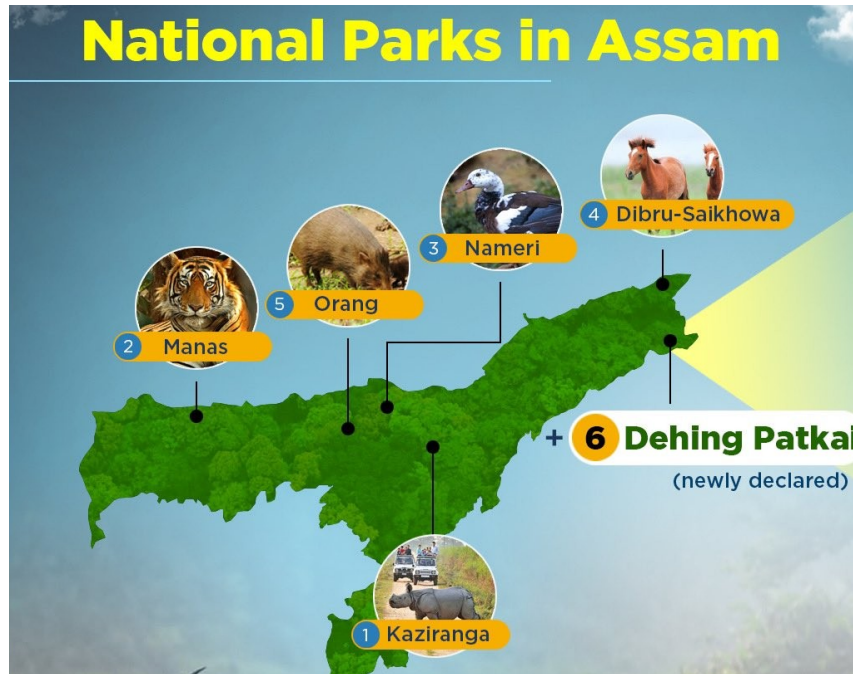 National Parks in Assam
4 Dibru-Saikhowa
3 Nameri
5 Orang
2 Manas
+ 6 Dehing Patkai
(newly declared)
1 Kaziranga